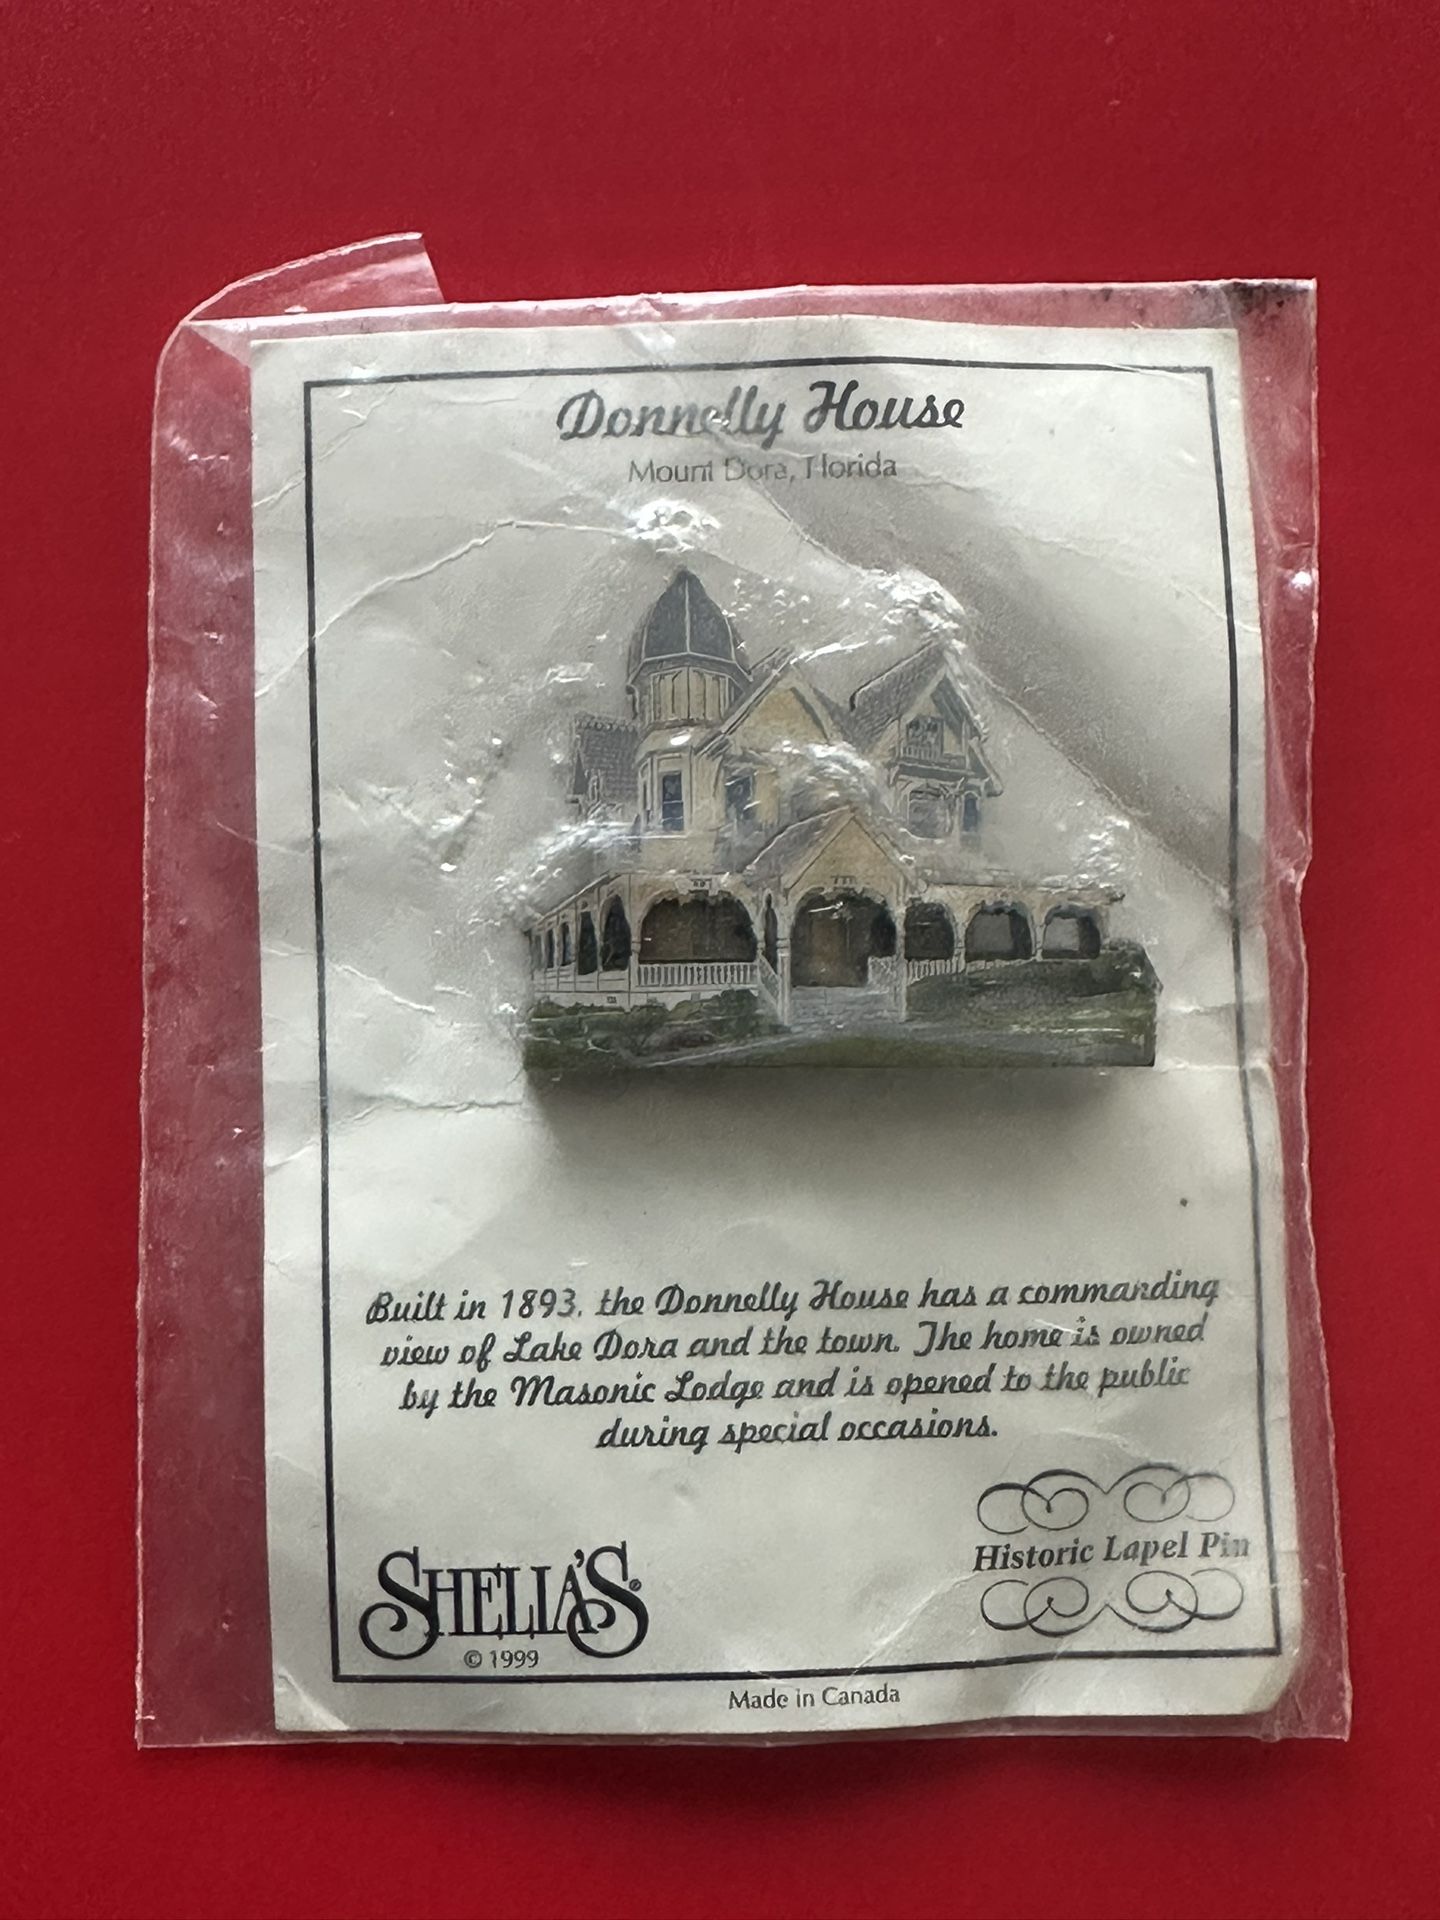 Donnelly House
Mount Dora, Florida
Built in 1893, the Donnelly House has a commanding
view of Lake Dora and the town. The home is owned
by the Masonic Lodge and is opened to the public
during special occasions.
SHELIA'S®
© 1999
Historic Lapel Pin
Made in Canada